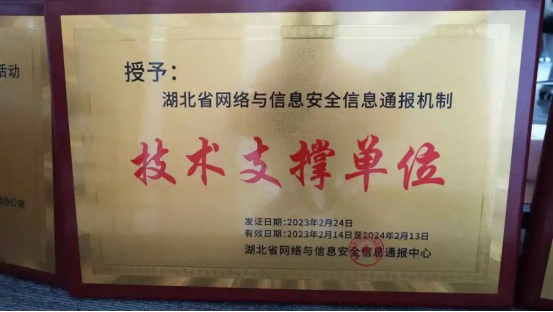 授予：
湖北省网络与信息安全信息通报机制
技术支撑单位
发证日期：2023年2月24日
有效日期：2023年2月14日至2024年2月13日
湖北省网络与信息安全信息通报中心
活动
办公室